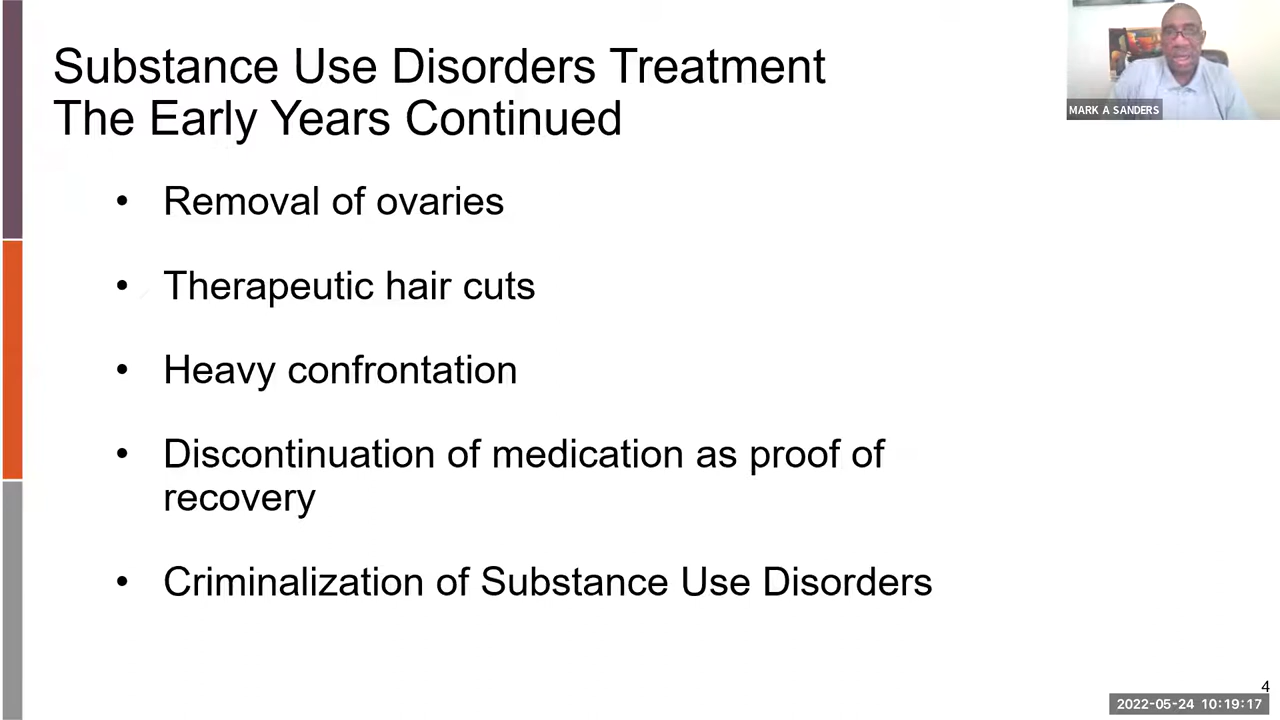 Substance Use Disorders Treatment
The Early Years Continued
MARK A SANDERS
• Removal of ovaries
• Therapeutic hair cuts
• Heavy confrontation
• Discontinuation of medication as proof of
recovery
• Criminalization of Substance Use Disorders
4
2022-05-24 10:19:17